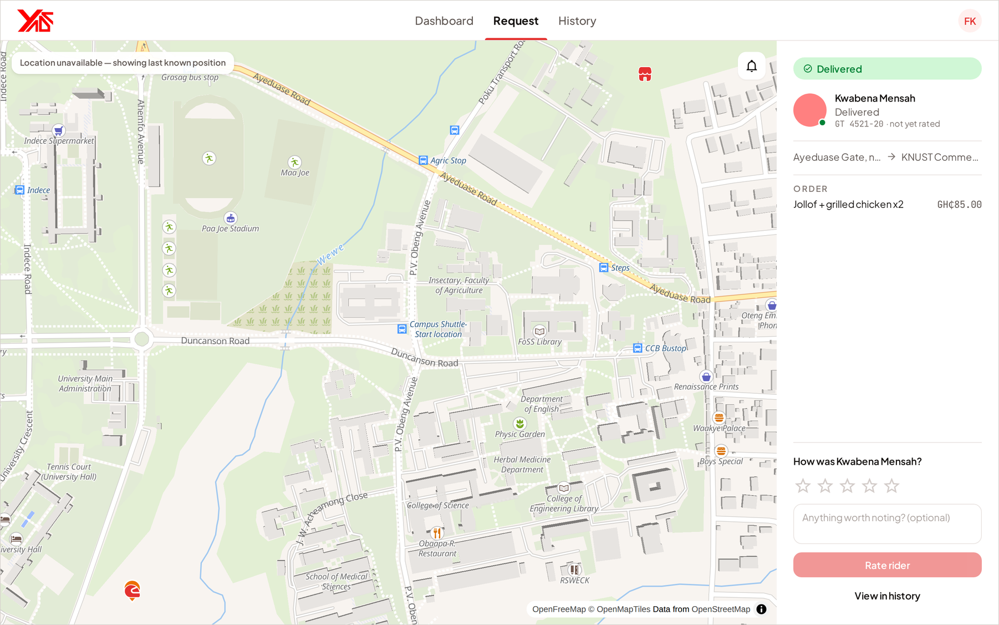 Dashboard
Request
History
FK
Location unavailable — showing last known position
Grasag bus stop
Indece Road
Ahemfo Avenue
Ayeduase Road
Poku Transport Roa
Indece Supermarket
Maa Joe
Agric Stop
Indece
Ayeduase Road
Paa Joe Stadium
P.V. Obeng Avenue
Wewe
Indece Road
Steps
Insectary, Faculty
of Agriculture
Ayeduase Road
Oteng Em
Phon
Campus Shuttle-
Start location
FoSS Library
CCB Bustop
Duncanson Road
Duncanson Road
ry
University Main
Administration
ts
Renaissance Prints
P.V. Obeng Avenue
Department
of English
Physic Garden
Waakye Palace
University Crescent
Boys Special
Tennis Court
(University Hall)
Herbal Medicine
Department
College of Science
College of
Engineering Library
J. W. Acheamong Close
iversity Hall
Obaapa-R.
Restaurant
School of Medical
Sciences
RSWECK
P.V. Oben
OpenFreeMap © OpenMapTiles Data from OpenStreetMap
Delivered
Kwabena Mensah
Delivered
GT 4521-20 · not yet rated
Ayeduase Gate, n... → KNUST Comme...
ORDER
Jollof + grilled chicken x2 GH₵85.00
How was Kwabena Mensah?
Anything worth noting? (optional)
Rate rider
View in history